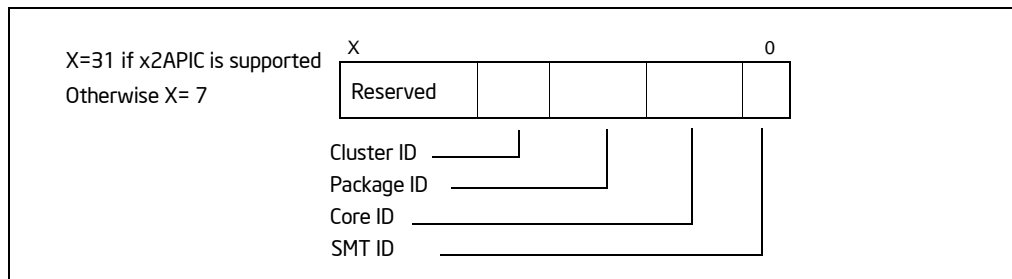 X=31 if x2APIC is supported
Otherwise X= 7
X 0
Reserved
Cluster ID
Package ID
Core ID
SMT ID